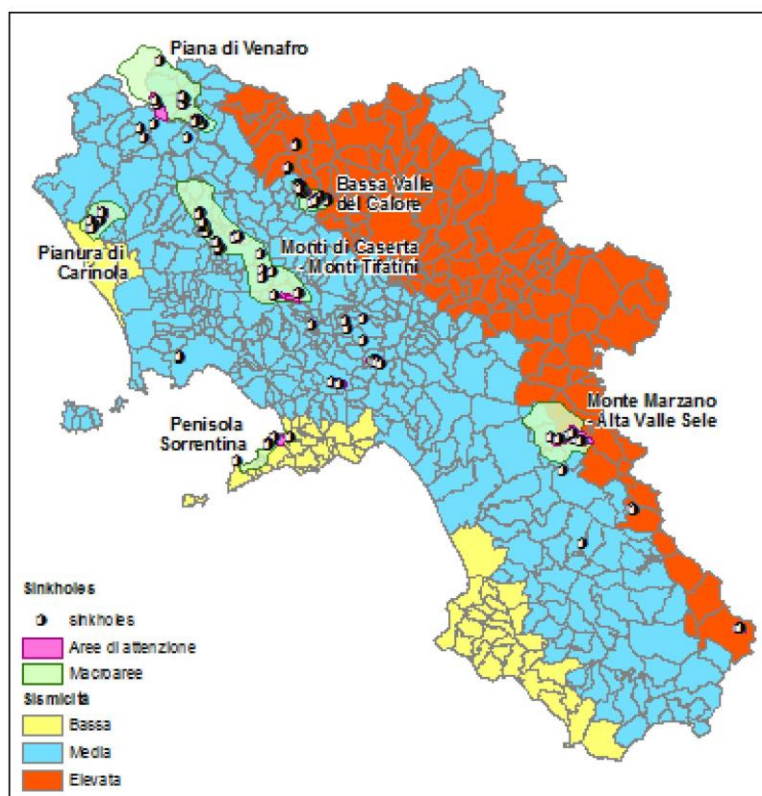 Piana di Venafro
Bassa Valle
del Calore
Pianura di
Carinola
Monti di Caserta
- Monti Tifatini
Penisola
Sorrentina
Monte Marzano
- Alta Valle Sele
Sinkholes
sinkholes
Aree di attenzione
Macroaree
Sismicità
Bassa
Media
Elevata